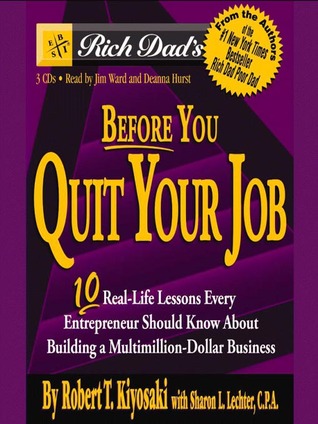 E B
S T
Rich Dad's
3 CDs • Read by Jim Ward and Deanna Hurst
From the Authors
of the
#1 New York Times
Bestseller
Rich Dad Poor Dad
BEFORE YOU
QUIT YOUR JOB
10 Real-Life Lessons Every
Entrepreneur Should Know About
Building a Multimillion-Dollar Business
By Robert T. Kiyosaki with Sharon L. Lechter, C.P.A.